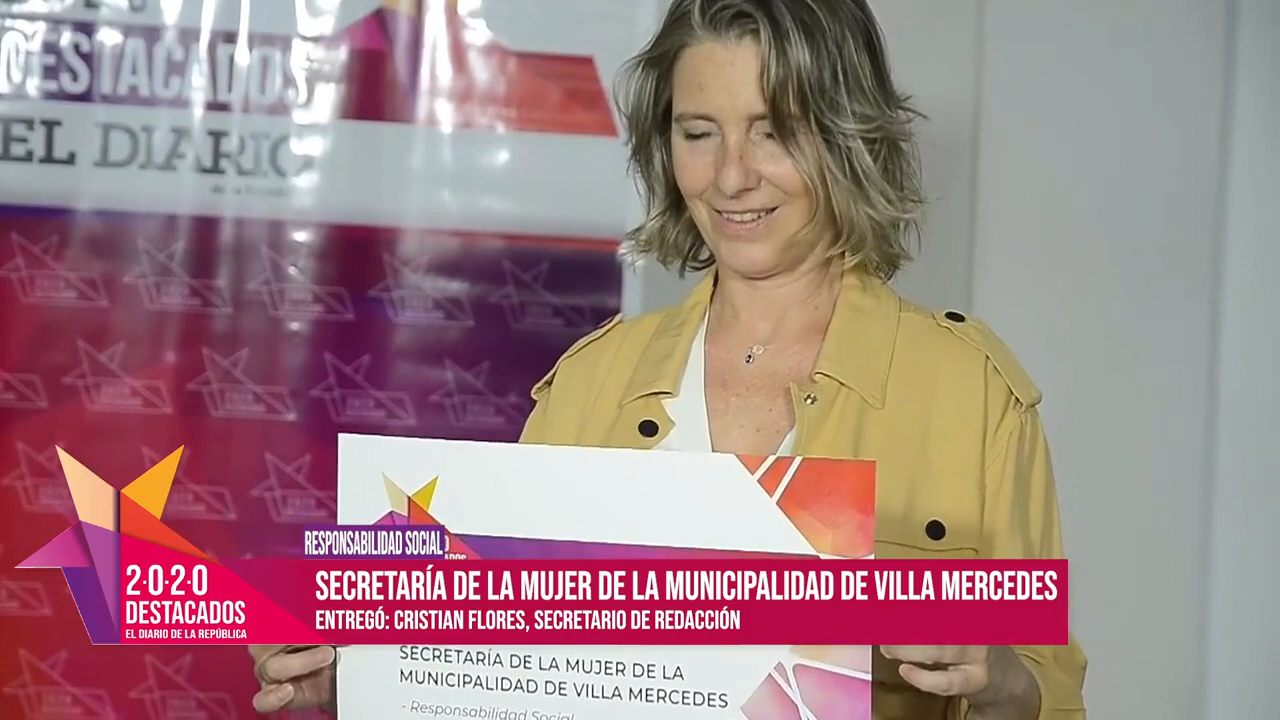 DESTACADOS
EL DIARIO
RESPONSABILIDAD SOCIAL
2·0·2·0
DESTACADOS
EL DIARIO DE LA REPÚBLICA
SECRETARÍA DE LA MUJER DE LA MUNICIPALIDAD DE VILLA MERCEDES
ENTREGÓ: CRISTIAN FLORES, SECRETARIO DE REDACCIÓN
SECRETARÍA DE LA MUJER DE LA
MUNICIPALIDAD DE VILLA MERCEDES
- Responsabilidad Social